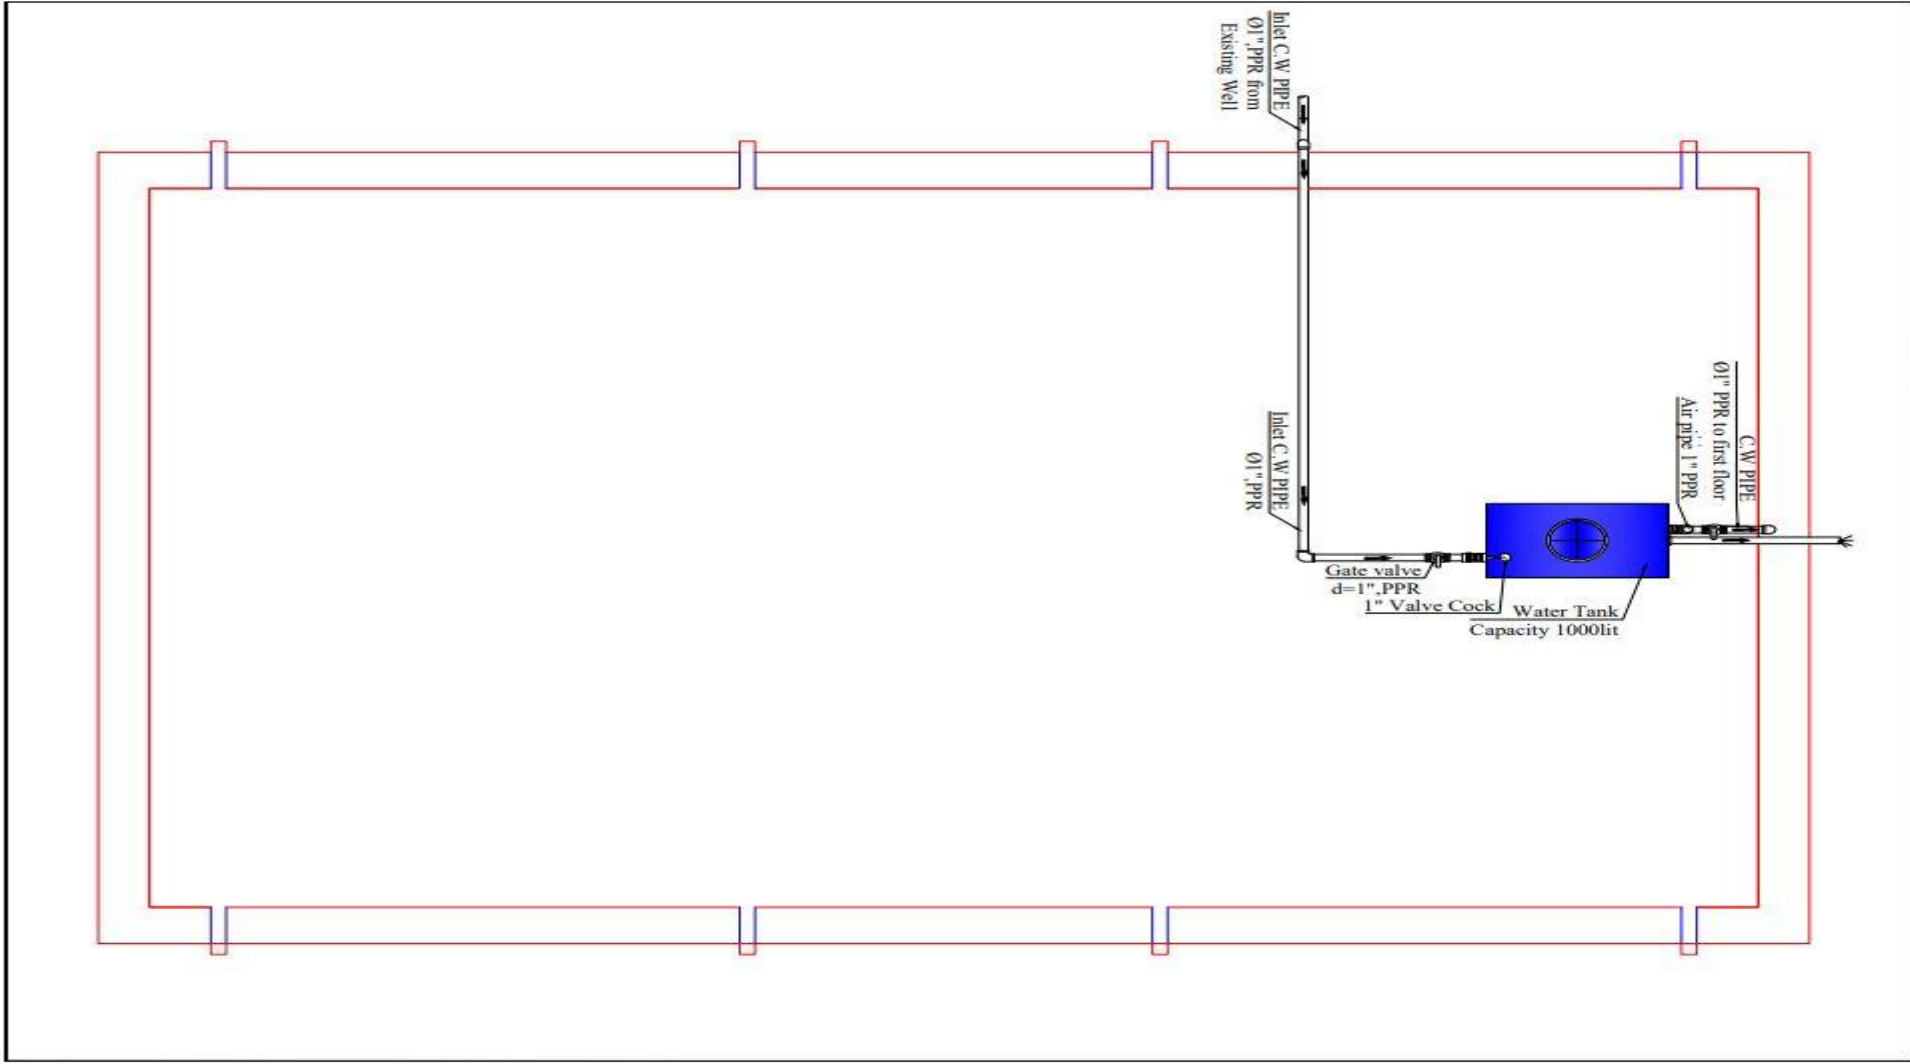 Inlet C.W PIPE
Ø1",PPR from
Existing Well
C.W PIPE
Ø1" PPR to first floor
Air pipe 1" PPR
Inlet C.W PIPE
Ø1",PPR
Gate valve
d=1",PPR
1" Valve Cock
Water Tank
Capacity 1000lit